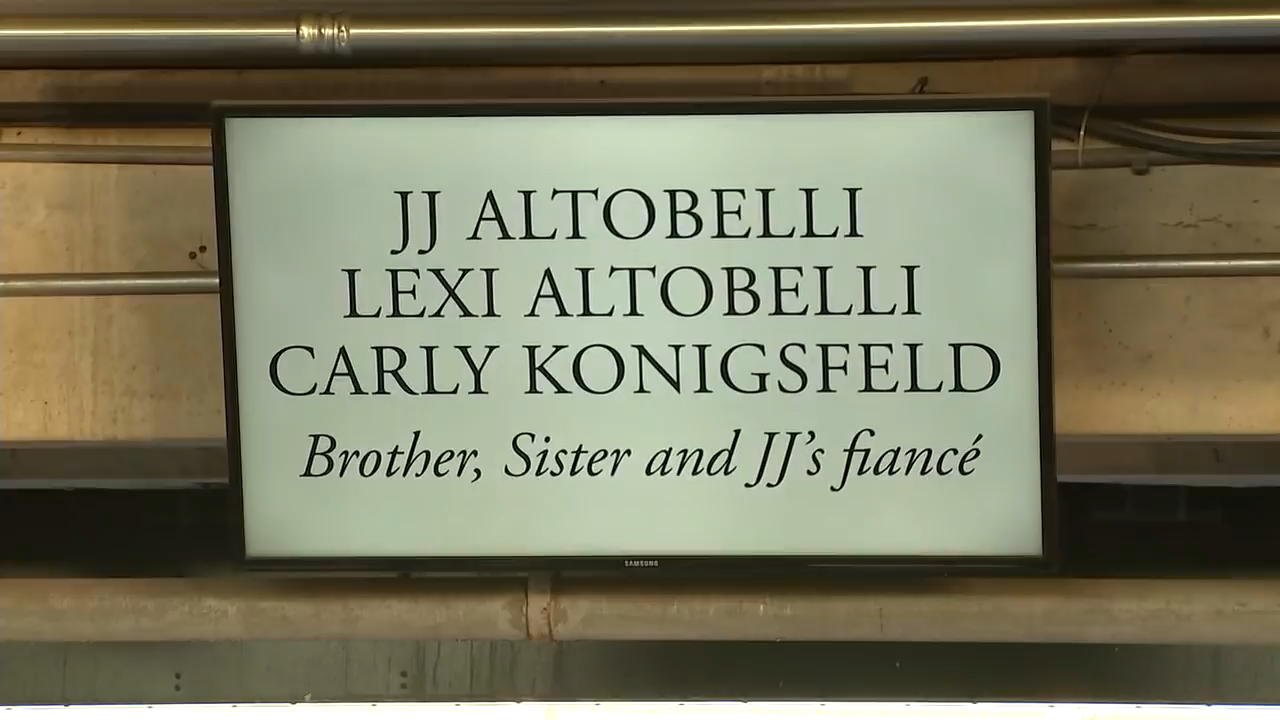 JJ ALTOBELLI
LEXI ALTOBELLI
CARLY KONIGSFELD
Brother, Sister and JJ's fiancé
SAMSUNG